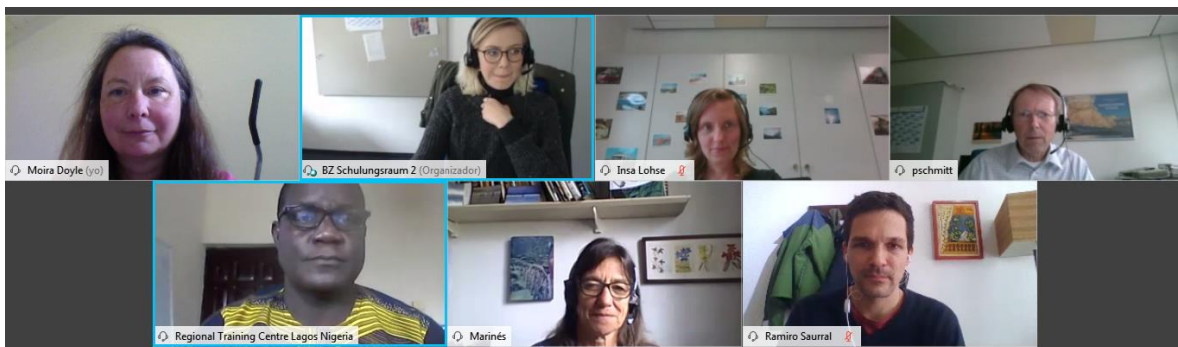 Moira Doyle (yo)
BZ Schulungsraum 2 (Organizador)
Insa Lohse
pschmitt
Regional Training Centre Lagos Nigeria
Marinés
Ramiro Saurral